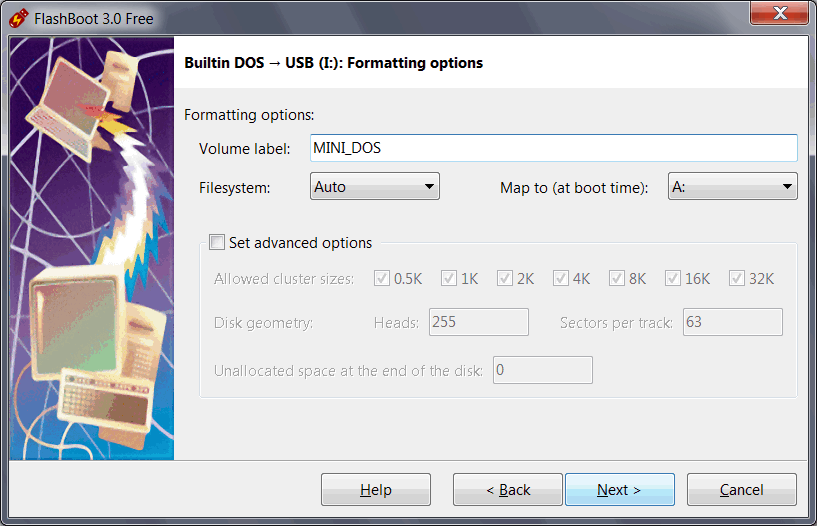 FlashBoot 3.0 Free
Builtin DOS → USB (I:): Formatting options
Formatting options:
Volume label: MINI_DOS
Filesystem: Auto Map to (at boot time): A:
Set advanced options
Allowed cluster sizes: 0.5K 1K 2K 4K 8K 16K 32K
Disk geometry: Heads: 255 Sectors per track: 63
Unallocated space at the end of the disk: 0
Help < Back Next > Cancel